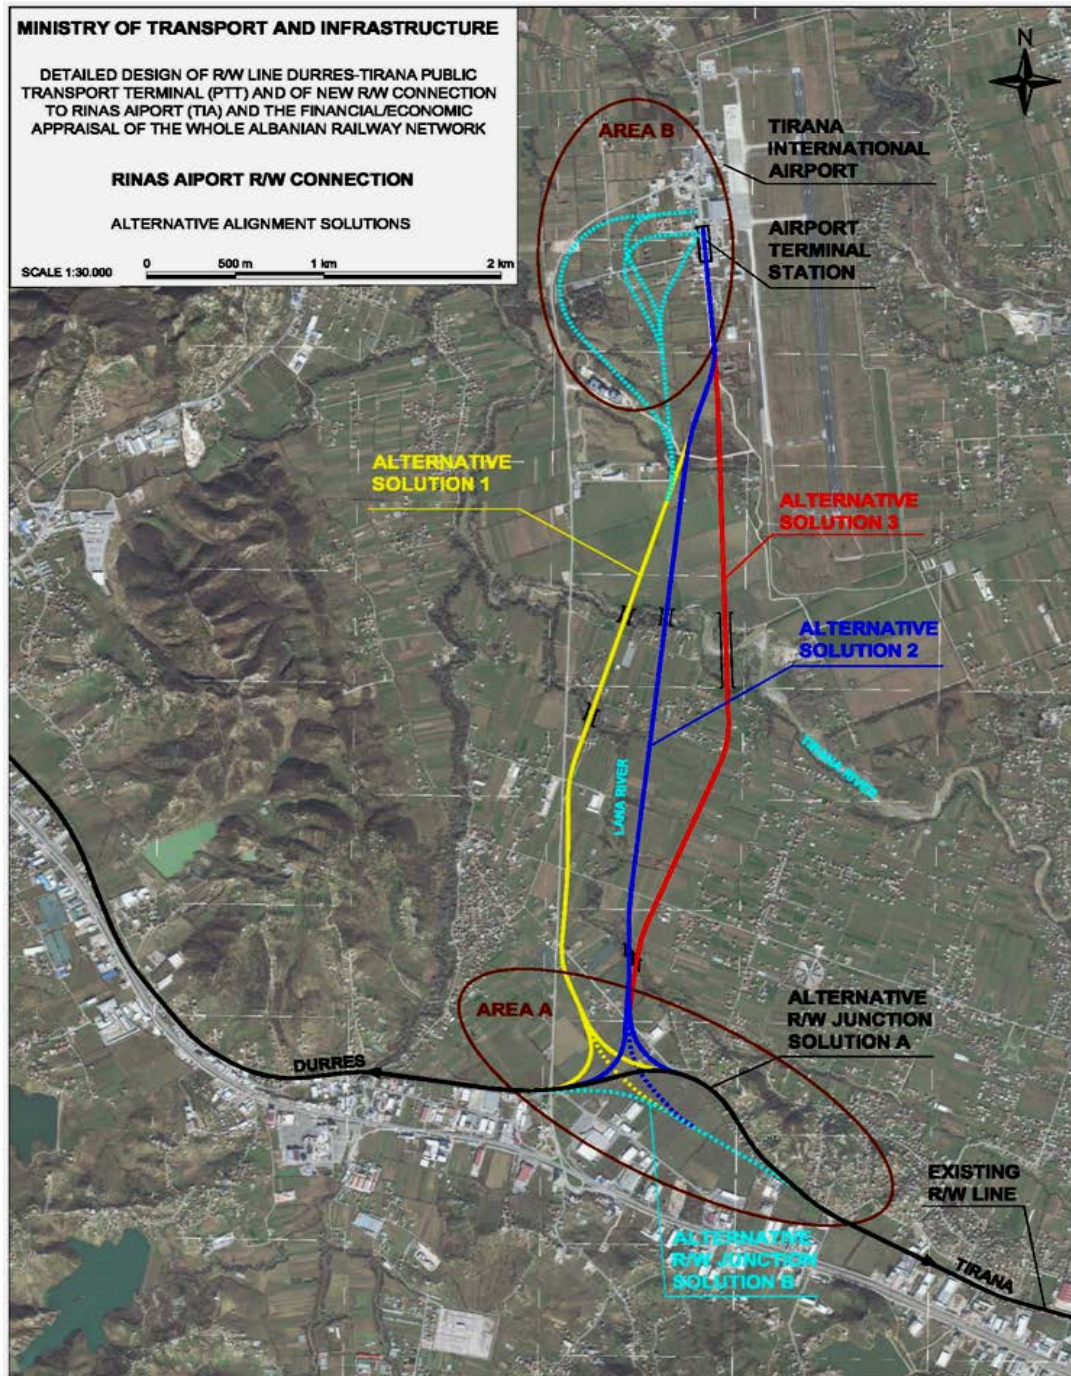 MINISTRY OF TRANSPORT AND INFRASTRUCTURE
DETAILED DESIGN OF R/W LINE DURRES-TIRANA PUBLIC
TRANSPORT TERMINAL (PTT) AND OF NEW R/W CONNECTION
TO RINAS AIPORT (TIA) AND THE FINANCIAL/ECONOMIC
APPRAISAL OF THE WHOLE ALBANIAN RAILWAY NETWORK
RINAS AIPORT R/W CONNECTION
ALTERNATIVE ALIGNMENT SOLUTIONS
SCALE 1:30.000
0 500 m 1 km 2 km
N
AREA B
TIRANA
INTERNATIONAL
AIRPORT
AIRPORT
TERMINAL
STATION
ALTERNATIVE
SOLUTION 1
ALTERNATIVE
SOLUTION 3
ALTERNATIVE
SOLUTION 2
TIRANA RIVER
LANA RIVER
AREA A
ALTERNATIVE
R/W JUNCTION
SOLUTION A
DURRES
EXISTING
R/W LINE
ALTERNATIVE
R/W JUNCTION
SOLUTION B
TIRANA